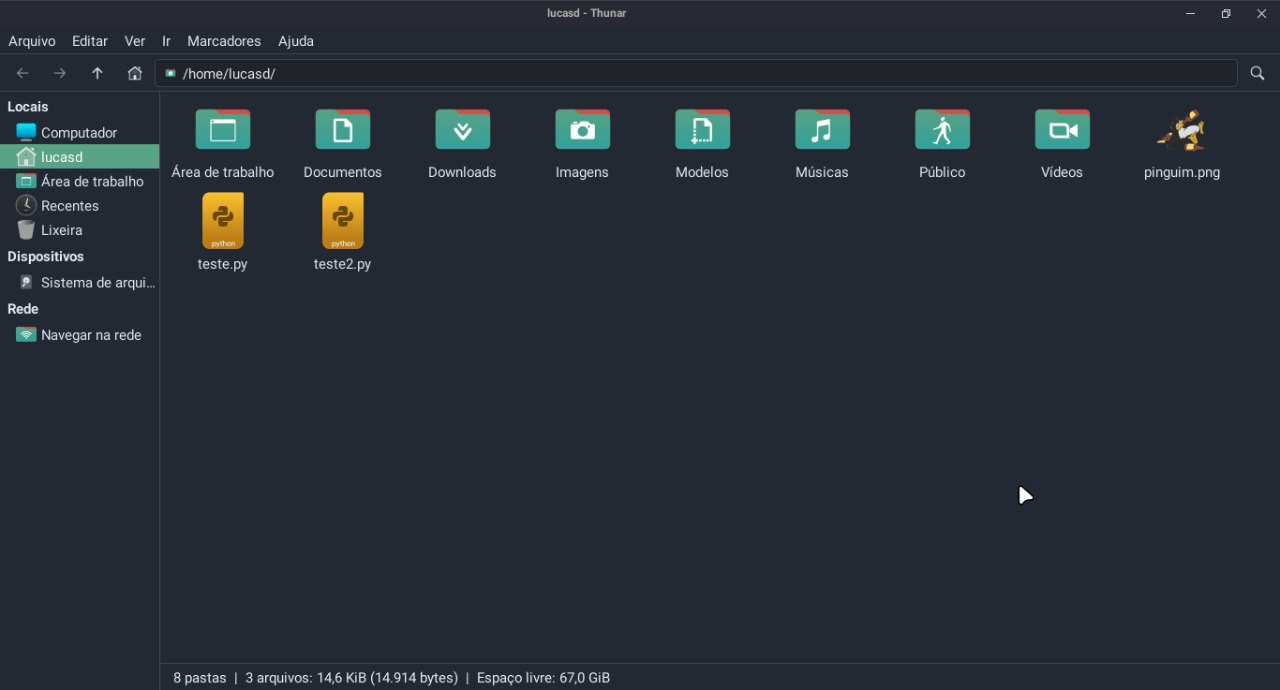 lucasd - Thunar
Arquivo Editar Ver Ir Marcadores Ajuda
/home/lucasd/
Locais
Computador
lucasd
Área de trabalho
Recentes
Lixeira
Dispositivos
Sistema de arqui...
Rede
Navegar na rede
Área de trabalho Documentos Downloads Imagens Modelos Músicas Público Vídeos pinguim.png
python python
teste.py teste2.py
8 pastas | 3 arquivos: 14,6 KiB (14.914 bytes) | Espaço livre: 67,0 GiB